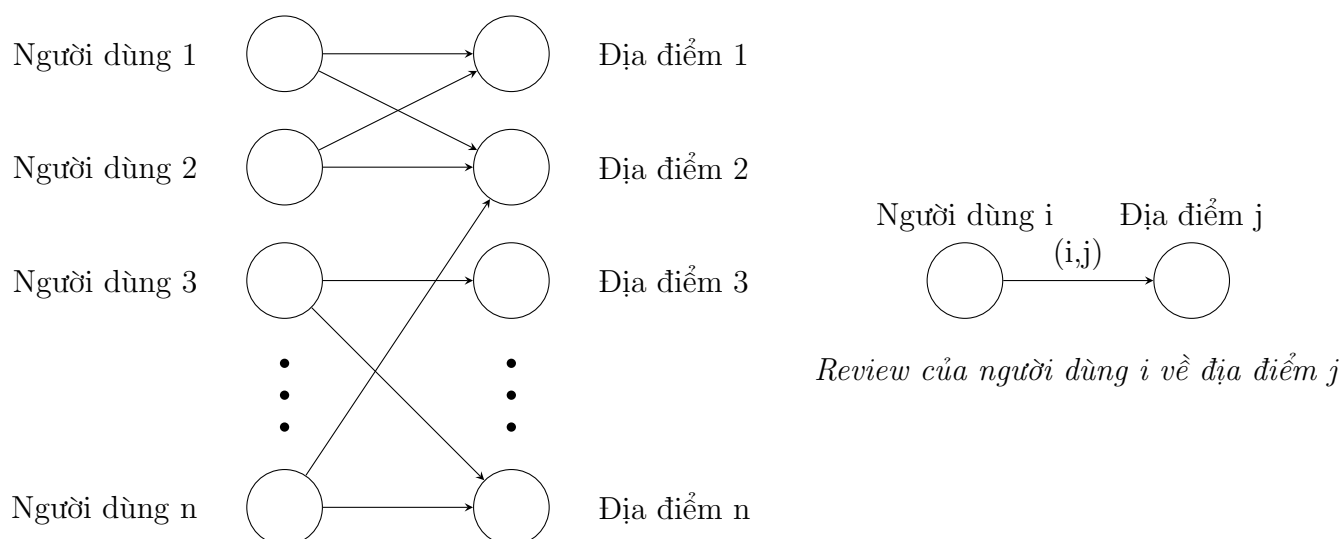 Người dùng 1
Địa điểm 1
Người dùng 2
Địa điểm 2
Người dùng 3
Địa điểm 3
Người dùng n
Địa điểm n
Người dùng i
Địa điểm j
(i,j)
Review của người dùng i về địa điểm j